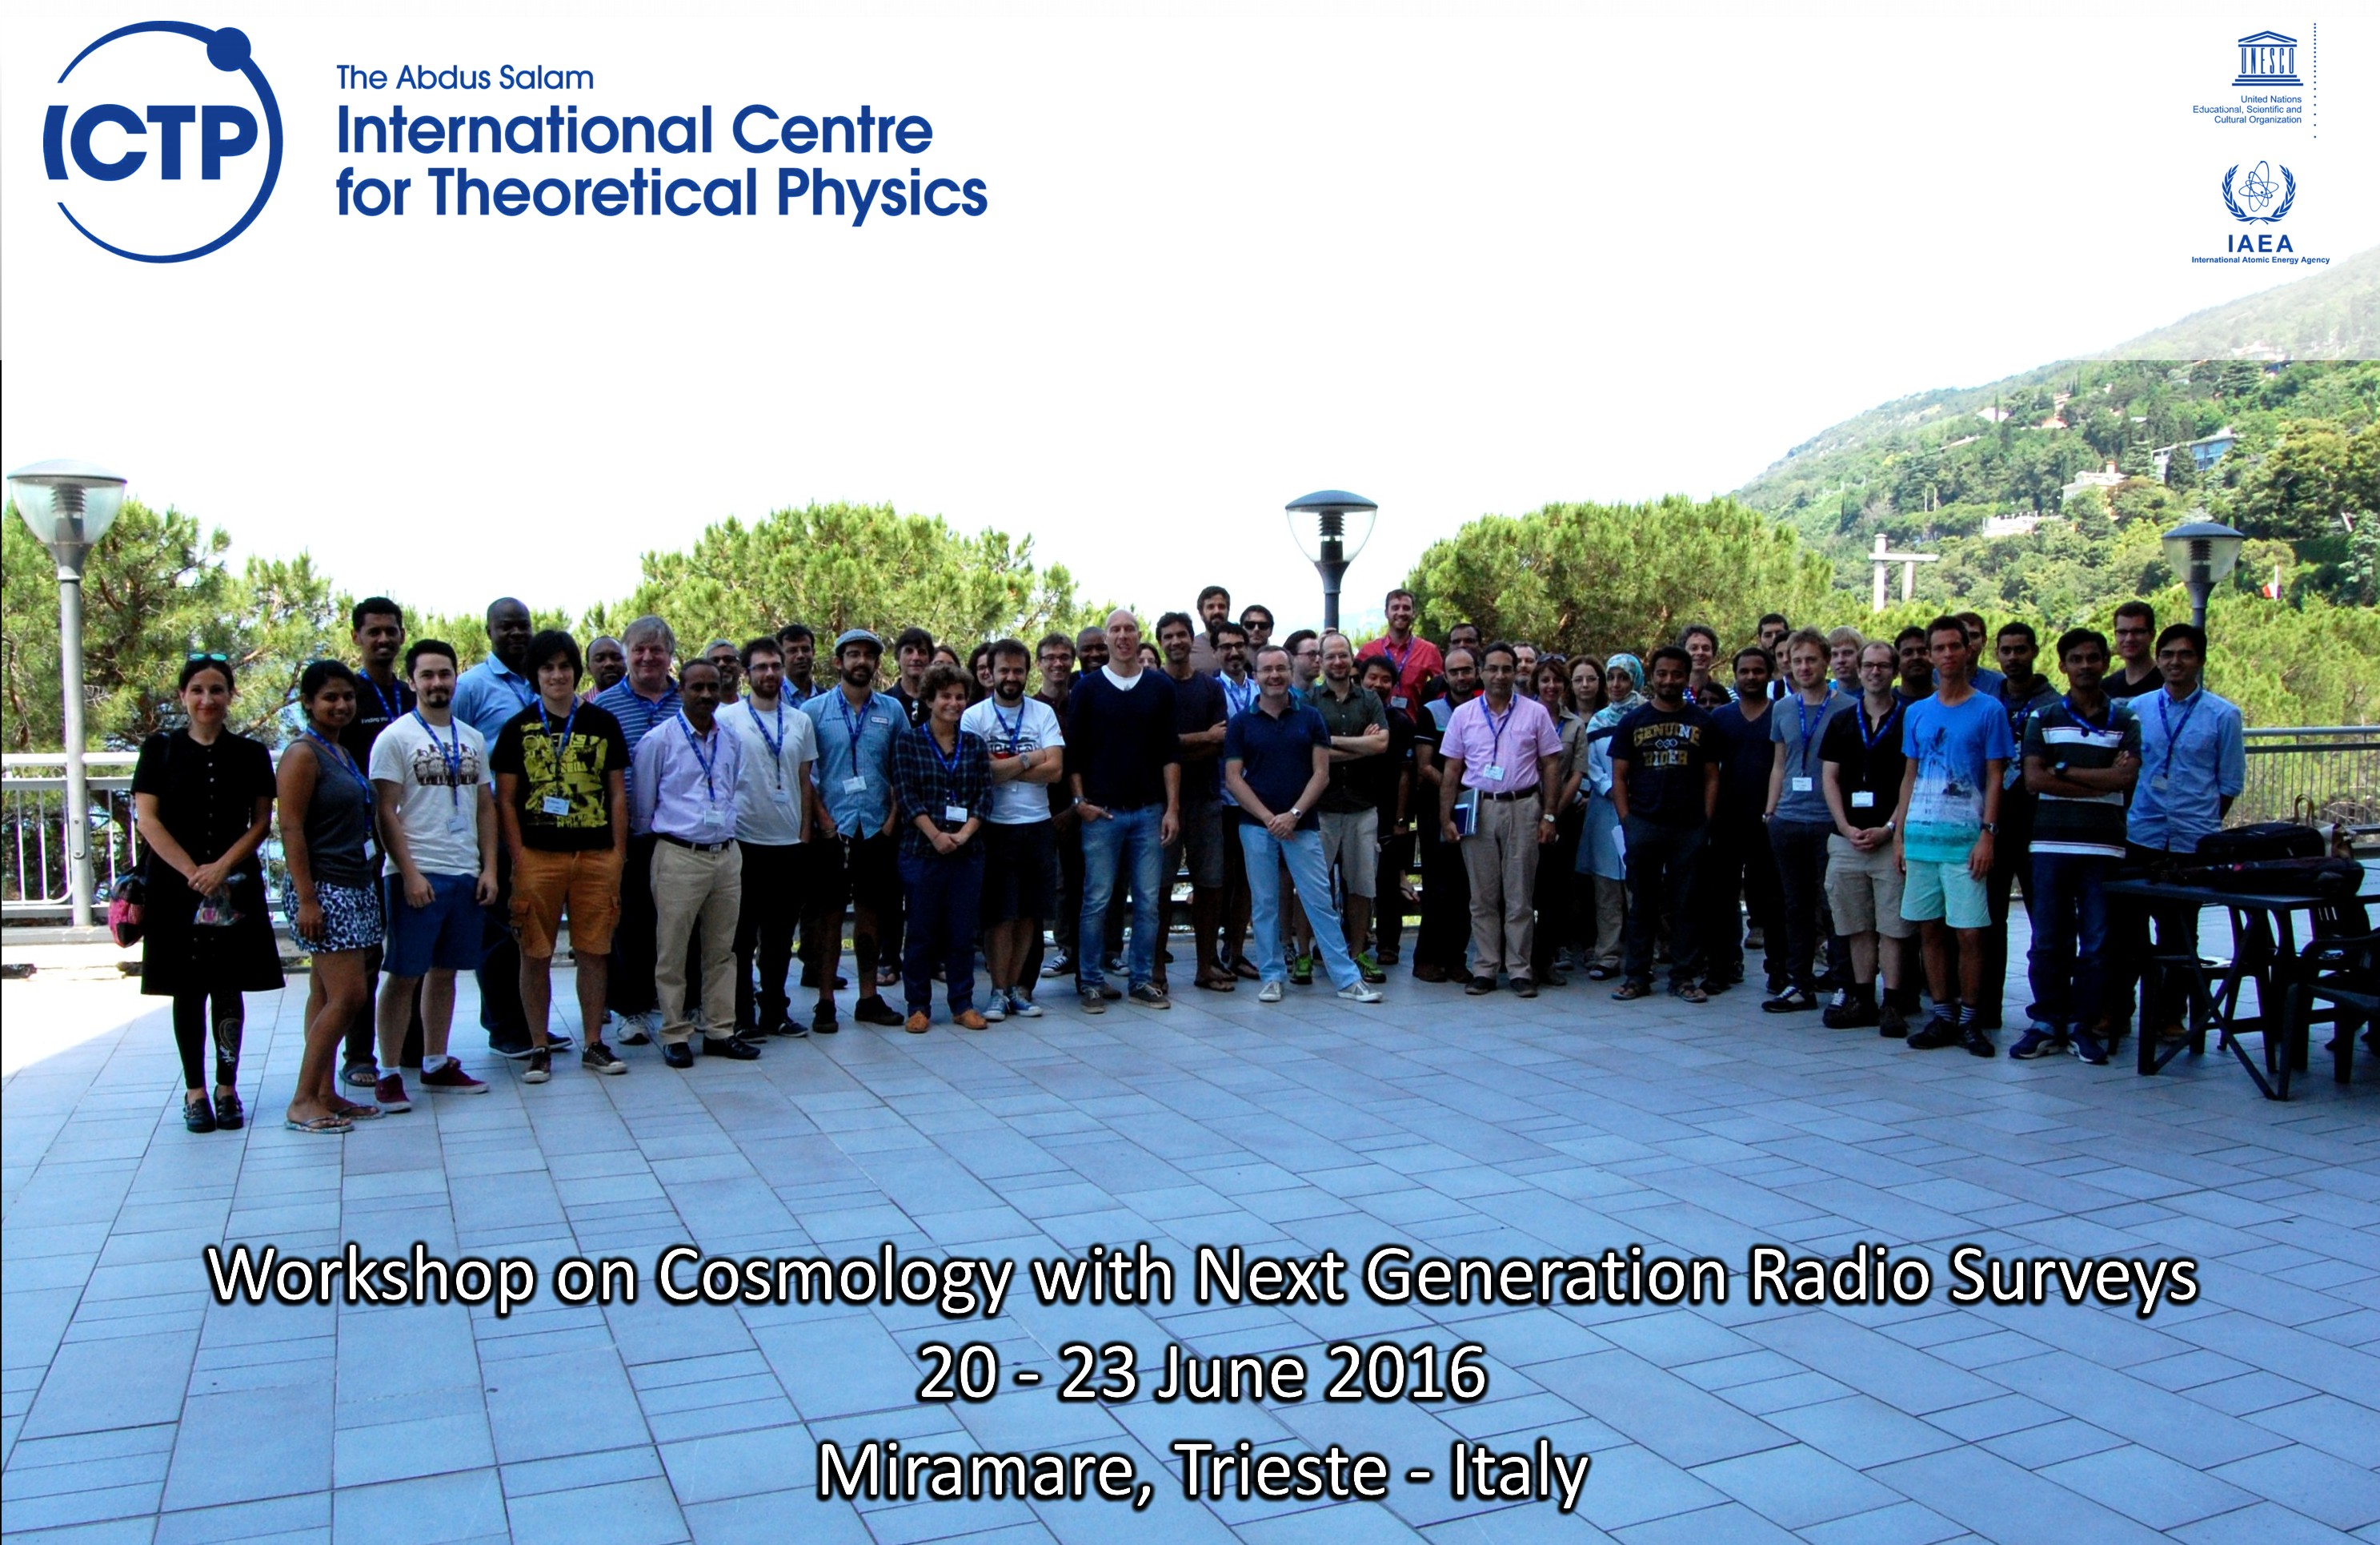 ICTP
The Abdus Salam
International Centre
for Theoretical Physics
UNESCO
United Nations
Educational, Scientific and
Cultural Organization
IAEA
International Atomic Energy Agency
GENUINE
RIDER
Workshop on Cosmology with Next Generation Radio Surveys
20 - 23 June 2016
Miramare, Trieste - Italy